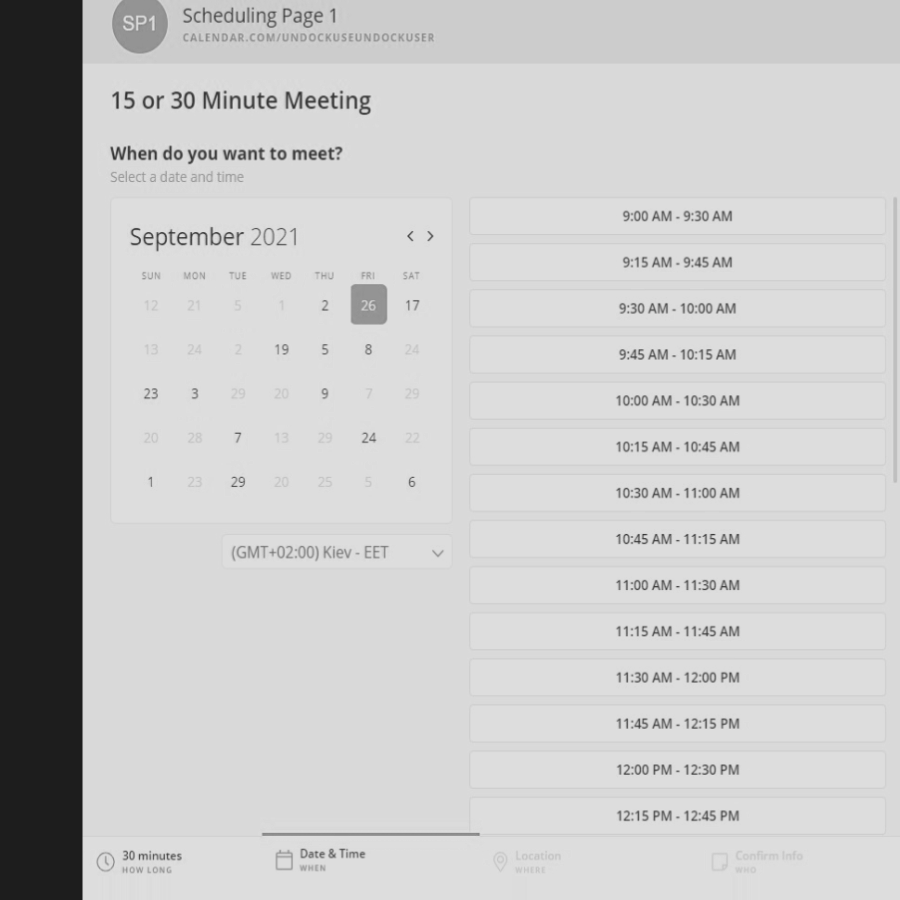 SP1
Scheduling Page 1
CALENDAR.COM/UNDOCKUSEUNDOCKUSER
15 or 30 Minute Meeting
When do you want to meet?
Select a date and time
September 2021
SUN MON TUE WED THU FRI SAT
12 21 5 1 2 26 17
13 24 2 19 5 8 24
23 3 29 20 9 7 29
20 28 7 13 29 24 22
1 23 29 20 25 5 6
(GMT+02:00) Kiev - EET
9:00 AM - 9:30 AM
9:15 AM - 9:45 AM
9:30 AM - 10:00 AM
9:45 AM - 10:15 AM
10:00 AM - 10:30 AM
10:15 AM - 10:45 AM
10:30 AM - 11:00 AM
10:45 AM - 11:15 AM
11:00 AM - 11:30 AM
11:15 AM - 11:45 AM
11:30 AM - 12:00 PM
11:45 AM - 12:15 PM
12:00 PM - 12:30 PM
12:15 PM - 12:45 PM
30 minutes
HOW LONG
Date & Time
WHEN
Location
WHERE
Confirm Info
WHO